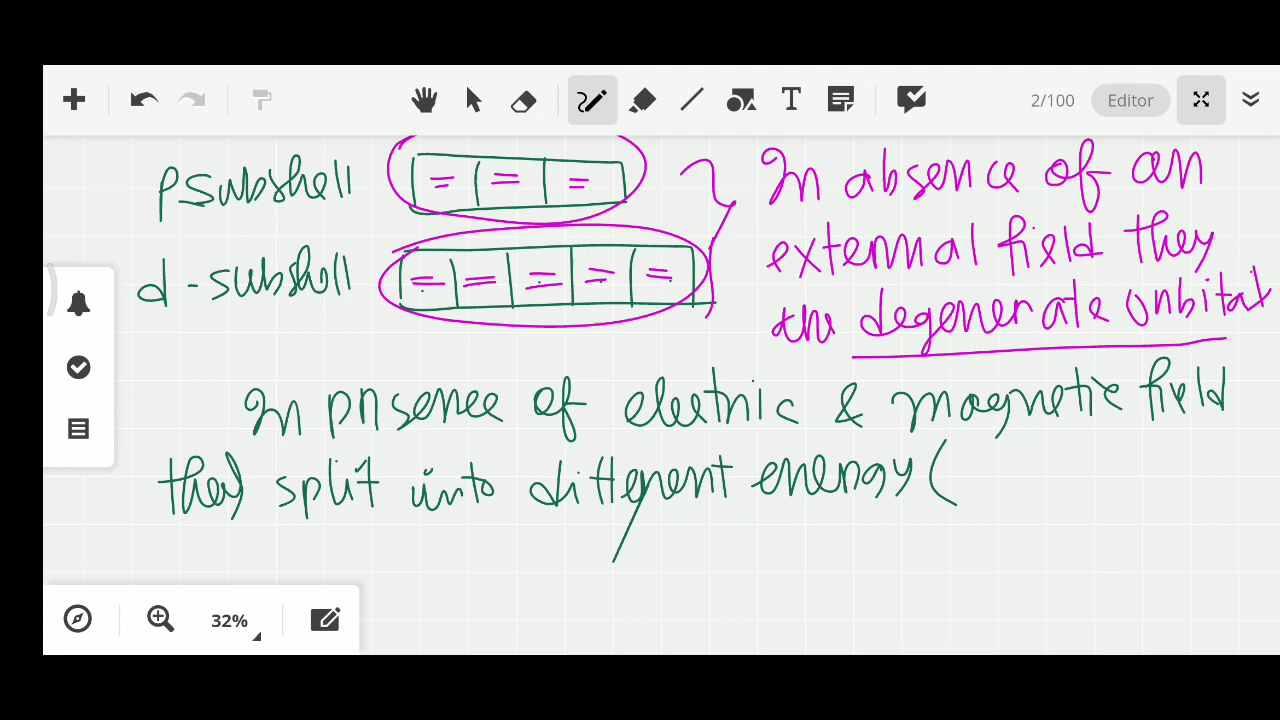 2/100 Editor
p subshell = = =
d - subshell = = = = =
In absence of an
external field they
are degenerate orbital
In presence of electric & magnetic field
they split into different energy (
32%